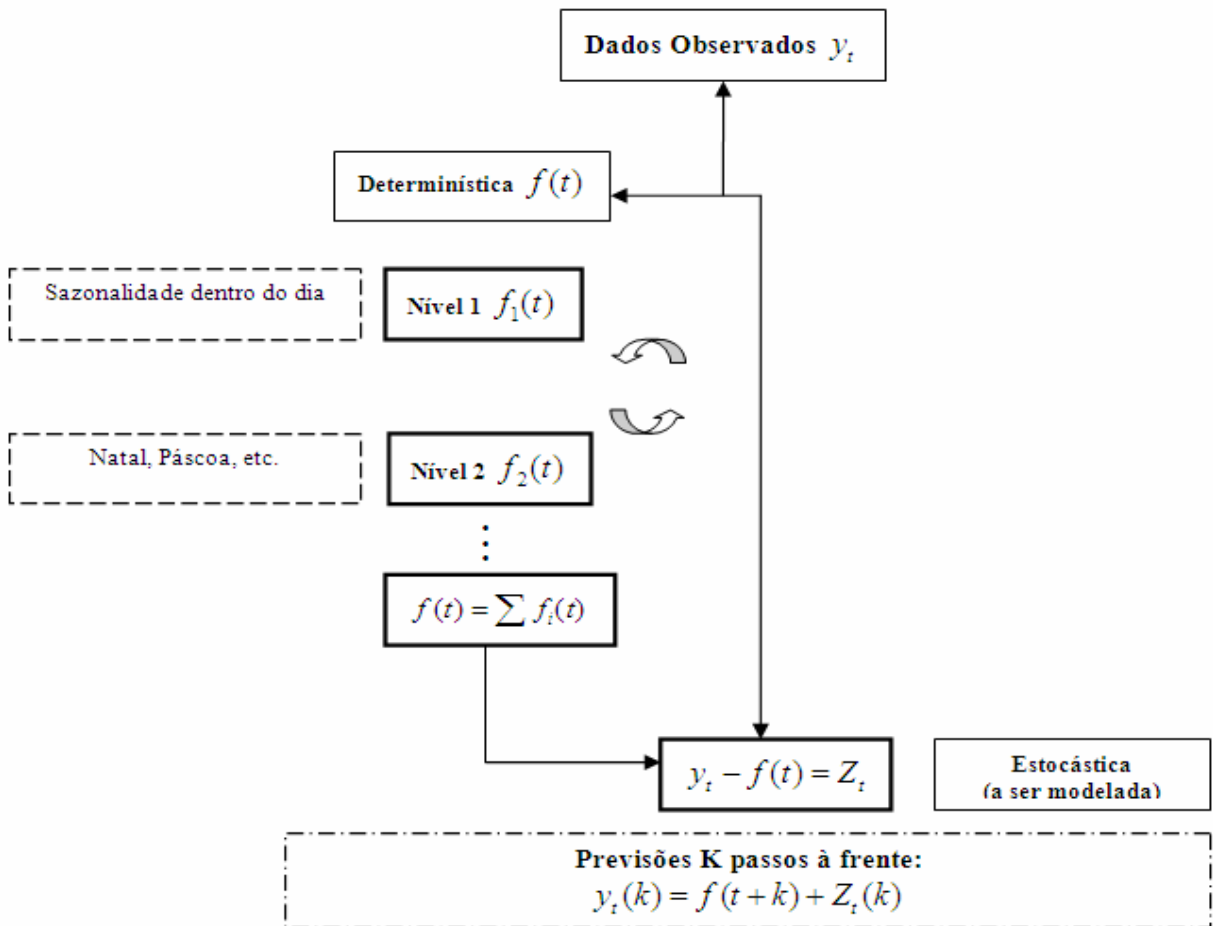 Dados Observados y_t
Determinística f(t)
Sazonalidade dentro do dia
Nível 1 f_1(t)
Natal, Páscoa, etc.
Nível 2 f_2(t)
⋮
f(t) = ∑ f_i(t)
y_t − f(t) = Z_t
Estocástica
(a ser modelada)
Previsões K passos à frente:
y_t(k) = f(t + k) + Z_t(k)